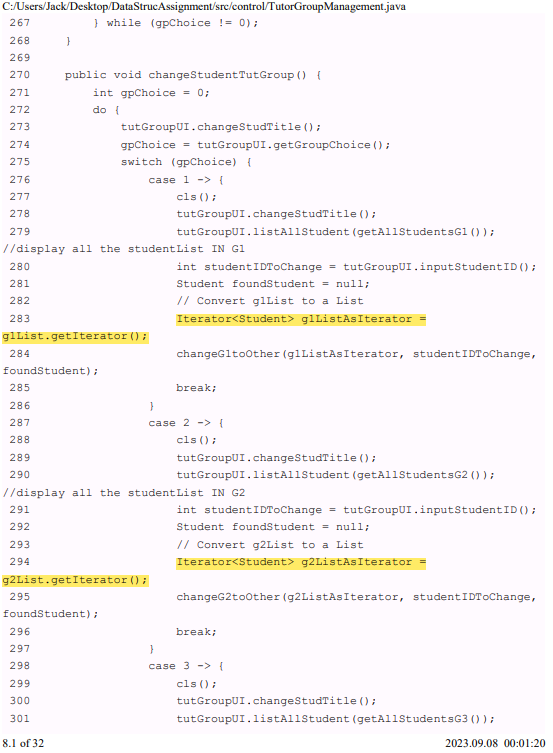 C:/Users/Jack/Desktop/DataStrucAssignment/src/control/TutorGroupManagement.java
267         } while (gpChoice != 0);
268     }
269
270     public void changeStudentTutGroup() {
271         int gpChoice = 0;
272         do {
273             tutGroupUI.changeStudTitle();
274             gpChoice = tutGroupUI.getGroupChoice();
275             switch (gpChoice) {
276                 case 1 -> {
277                     cls();
278                     tutGroupUI.changeStudTitle();
279                     tutGroupUI.listAllStudent(getAllStudentsG1());
//display all the studentList IN G1
280                     int studentIDToChange = tutGroupUI.inputStudentID();
281                     Student foundStudent = null;
282                     // Convert g1List to a List
283                     Iterator<Student> g1ListAsIterator =
g1List.getIterator();
284                     changeG1toOther(g1ListAsIterator, studentIDToChange,
foundStudent);
285                     break;
286                 }
287                 case 2 -> {
288                     cls();
289                     tutGroupUI.changeStudTitle();
290                     tutGroupUI.listAllStudent(getAllStudentsG2());
//display all the studentList IN G2
291                     int studentIDToChange = tutGroupUI.inputStudentID();
292                     Student foundStudent = null;
293                     // Convert g2List to a List
294                     Iterator<Student> g2ListAsIterator =
g2List.getIterator();
295                     changeG2toOther(g2ListAsIterator, studentIDToChange,
foundStudent);
296                     break;
297                 }
298                 case 3 -> {
299                     cls();
300                     tutGroupUI.changeStudTitle();
301                     tutGroupUI.listAllStudent(getAllStudentsG3());
8.1 of 32 2023.09.08 00:01:20